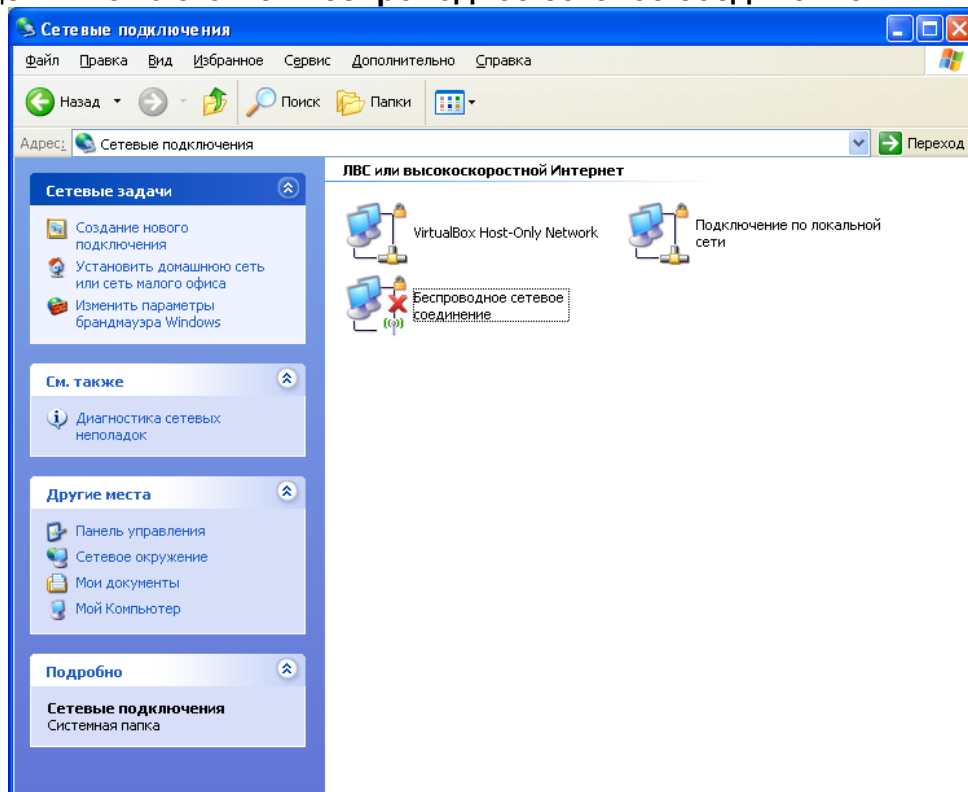 Сетевые подключения
Файл Правка Вид Избранное Сервис Дополнительно Справка
Назад Поиск Папки
Адрес: Сетевые подключения Переход
Сетевые задачи
Создание нового
подключения
Установить домашнюю сеть
или сеть малого офиса
Изменить параметры
брандмауэра Windows
См. также
Диагностика сетевых
неполадок
Другие места
Панель управления
Сетевое окружение
Мои документы
Мой Компьютер
Подробно
Сетевые подключения
Системная папка
ЛВС или высокоскоростной Интернет
VirtualBox Host-Only Network
Подключение по локальной
сети
Беспроводное сетевое
соединение